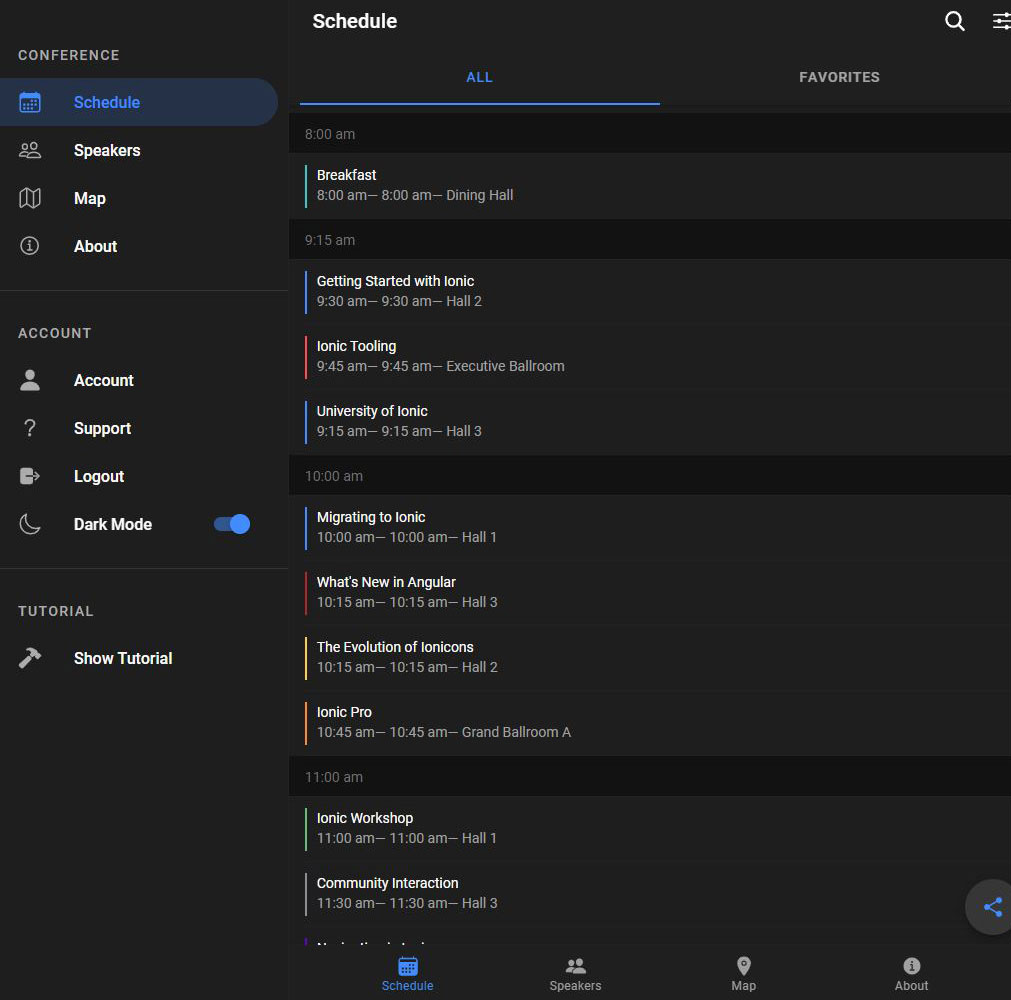 CONFERENCE
Schedule
Speakers
Map
About
ACCOUNT
Account
Support
Logout
Dark Mode
TUTORIAL
Show Tutorial
Schedule
ALL
FAVORITES
8:00 am
Breakfast
8:00 am— 8:00 am— Dining Hall
9:15 am
Getting Started with Ionic
9:30 am— 9:30 am— Hall 2
Ionic Tooling
9:45 am— 9:45 am— Executive Ballroom
University of Ionic
9:15 am— 9:15 am— Hall 3
10:00 am
Migrating to Ionic
10:00 am— 10:00 am— Hall 1
What's New in Angular
10:15 am— 10:15 am— Hall 3
The Evolution of Ionicons
10:15 am— 10:15 am— Hall 2
Ionic Pro
10:45 am— 10:45 am— Grand Ballroom A
11:00 am
Ionic Workshop
11:00 am— 11:00 am— Hall 1
Community Interaction
11:30 am— 11:30 am— Hall 3
Schedule
Speakers
Map
About